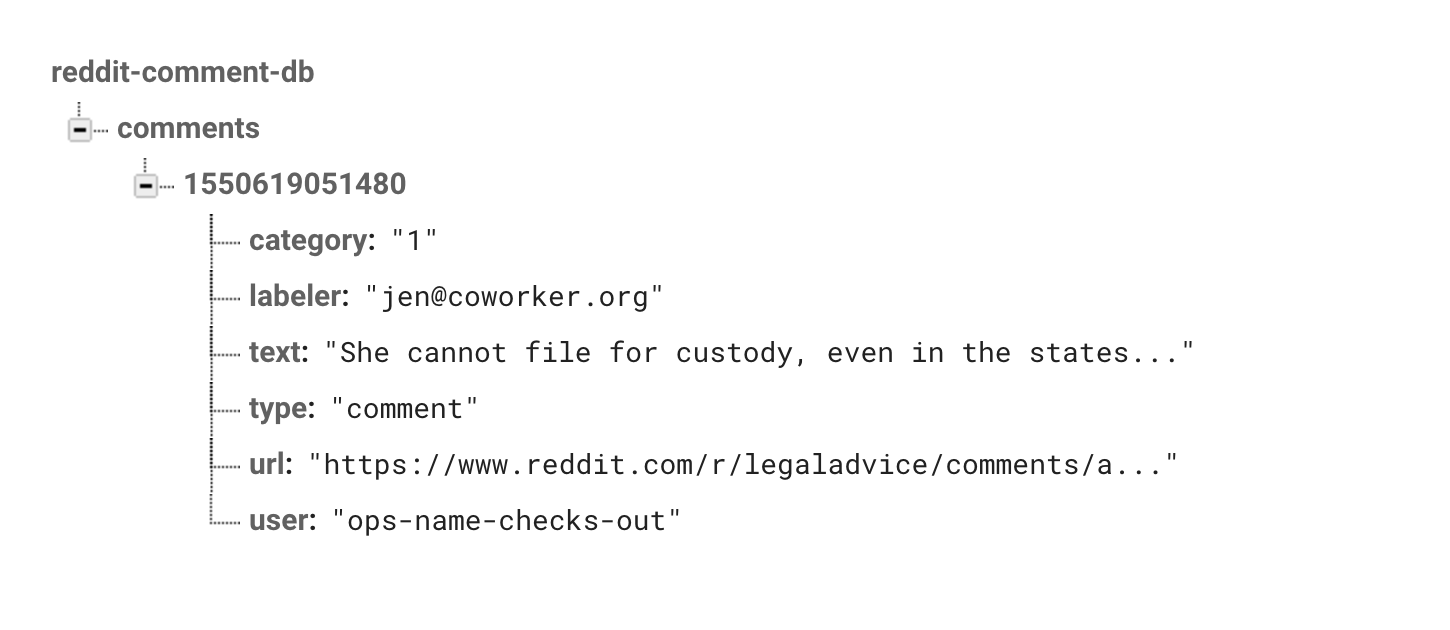 reddit-comment-db
comments
1550619051480
category: "1"
labeler: "jen@coworker.org"
text: "She cannot file for custody, even in the states..."
type: "comment"
url: "https://www.reddit.com/r/legaladvice/comments/a..."
user: "ops-name-checks-out"